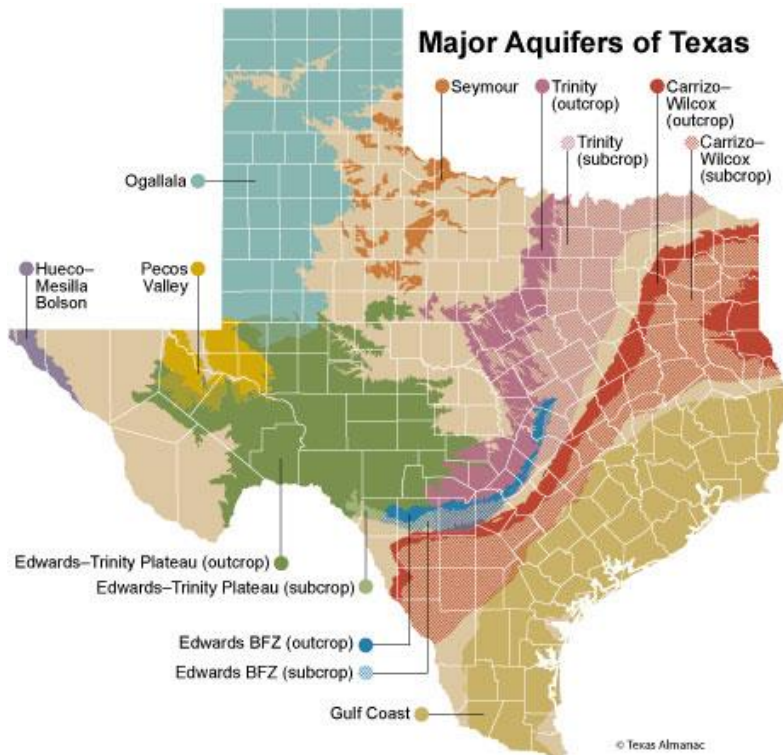 Major Aquifers of Texas
Seymour
Trinity
(outcrop)
Carrizo–
Wilcox
(outcrop)
Trinity
(subcrop)
Carrizo–
Wilcox
(subcrop)
Ogallala
Hueco–
Mesilla
Bolson
Pecos
Valley
Edwards–Trinity Plateau (outcrop)
Edwards–Trinity Plateau (subcrop)
Edwards BFZ (outcrop)
Edwards BFZ (subcrop)
Gulf Coast
© Texas Almanac